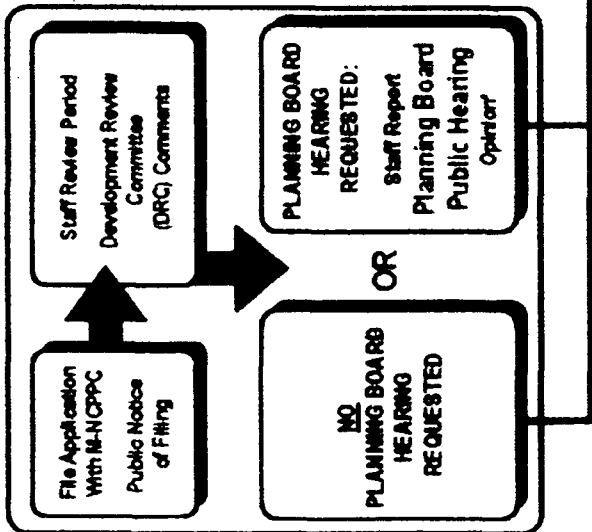 File Application
With M-NCPPC
Public Notice
of Filing
Staff Review Period
Development Review
Committee
(DRC) Comments
NO
PLANNING BOARD
HEARING
REQUESTED
OR
PLANNING BOARD
HEARING
REQUESTED:
Staff Report
Planning Board
Public Hearing
Opinion*